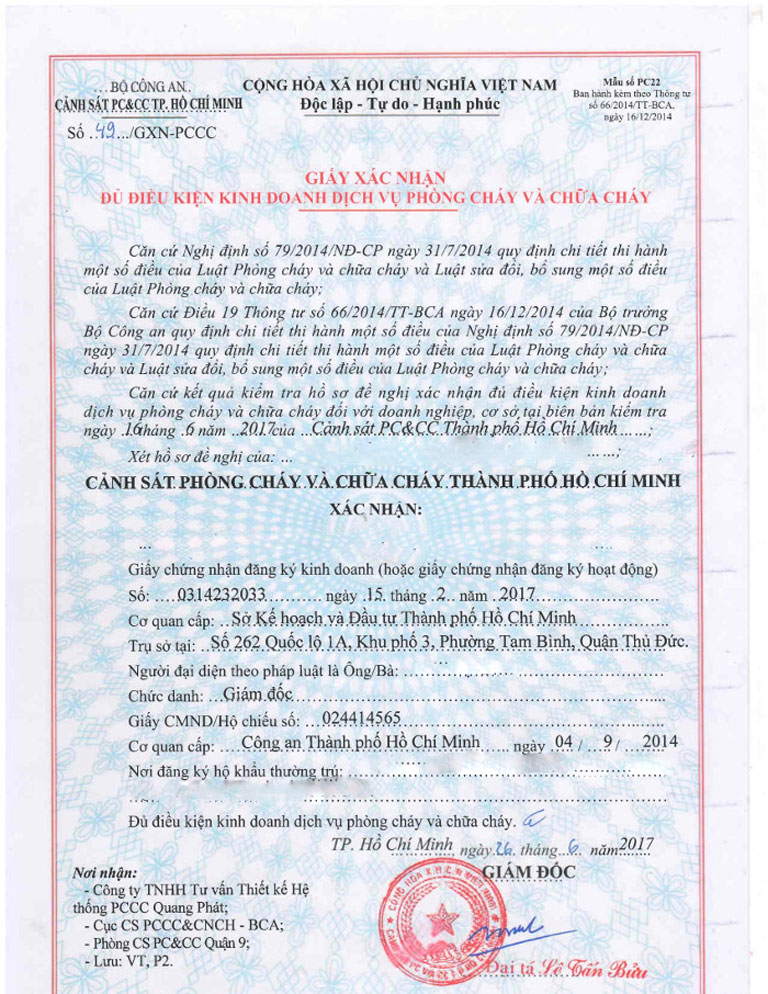 ...BỘ CÔNG AN..
CẢNH SÁT PC&CC TP. HỒ CHÍ MINH
Số .49.../GXN-PCCC
CỘNG HÒA XÃ HỘI CHỦ NGHĨA VIỆT NAM
Độc lập - Tự do - Hạnh phúc
Mẫu số PC22
Ban hành kèm theo Thông tư
số 66/2014/TT-BCA,
ngày 16/12/2014
GIẤY XÁC NHẬN
ĐỦ ĐIỀU KIỆN KINH DOANH DỊCH VỤ PHÒNG CHÁY VÀ CHỮA CHÁY
Căn cứ Nghị định số 79/2014/NĐ-CP ngày 31/7/2014 quy định chi tiết thi hành
một số điều của Luật Phòng cháy và chữa cháy và Luật sửa đổi, bổ sung một số điều
của Luật Phòng cháy và chữa cháy;
Căn cứ Điều 19 Thông tư số 66/2014/TT-BCA ngày 16/12/2014 của Bộ trưởng
Bộ Công an quy định chi tiết thi hành một số điều của Nghị định số 79/2014/NĐ-CP
ngày 31/7/2014 quy định chi tiết thi hành một số điều của Luật Phòng cháy và chữa
cháy và Luật sửa đổi, bổ sung một số điều của Luật Phòng cháy và chữa cháy;
Căn cứ kết quả kiểm tra hồ sơ đề nghị xác nhận đủ điều kiện kinh doanh
dịch vụ phòng cháy và chữa cháy đối với doanh nghiệp, cơ sở tại biên bản kiểm tra
ngày .16 tháng .6 năm ..2017 của ...Cảnh sát PC&CC Thành phố Hồ Chí Minh ......;
Xét hồ sơ đề nghị của: ... ... ...;
CẢNH SÁT PHÒNG CHÁY VÀ CHỮA CHÁY THÀNH PHỐ HỒ CHÍ MINH
XÁC NHẬN:
Giấy chứng nhận đăng ký kinh doanh (hoặc giấy chứng nhận đăng ký hoạt động)
Số: ....0314232033.......... ngày .15. tháng ..2.. năm ..2017......
Cơ quan cấp: ..Sở Kế hoạch và Đầu tư Thành phố Hồ Chí Minh..........
Trụ sở tại: ..Số 262 Quốc lộ 1A, Khu phố 3, Phường Tam Bình, Quận Thủ Đức.
Người đại diện theo pháp luật là Ông/Bà: ..........
Chức danh: ...Giám đốc..........
Giấy CMND/Hộ chiếu số: ....024414565..........
Cơ quan cấp: ....Công an Thành phố Hồ Chí Minh..... ngày 04 / ...9 / ....2014
Nơi đăng ký hộ khẩu thường trú: ..........
Đủ điều kiện kinh doanh dịch vụ phòng cháy và chữa cháy.
TP. Hồ Chí Minh, ngày 26 tháng 6 năm 2017
GIÁM ĐỐC
Nơi nhận:
- Công ty TNHH Tư vấn Thiết kế Hệ
thống PCCC Quang Phát;
- Cục CS PCCC&CNCH - BCA;
- Phòng CS PC&CC Quận 9;
- Lưu: VT, P2.
Đại tá Lê Tấn Bửu